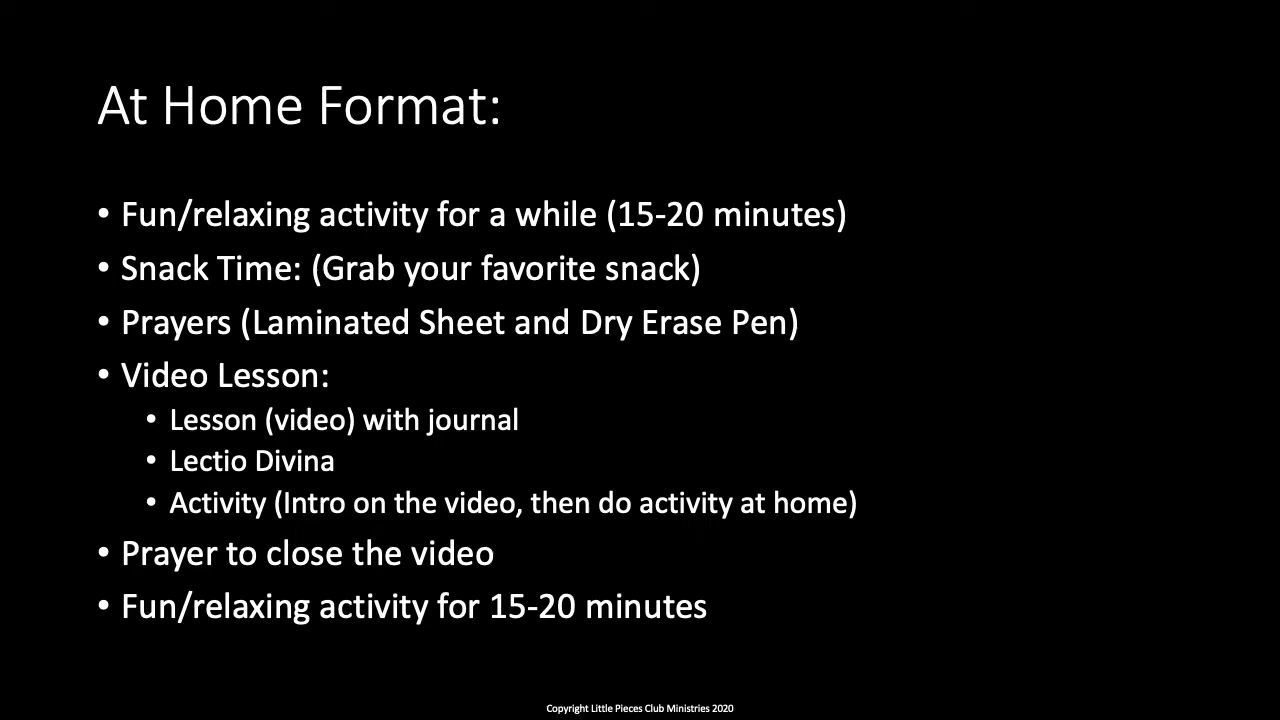 At Home Format:
• Fun/relaxing activity for a while (15-20 minutes)
• Snack Time: (Grab your favorite snack)
• Prayers (Laminated Sheet and Dry Erase Pen)
• Video Lesson:
• Lesson (video) with journal
• Lectio Divina
• Activity (Intro on the video, then do activity at home)
• Prayer to close the video
• Fun/relaxing activity for 15-20 minutes
Copyright Little Pieces Club Ministries 2020